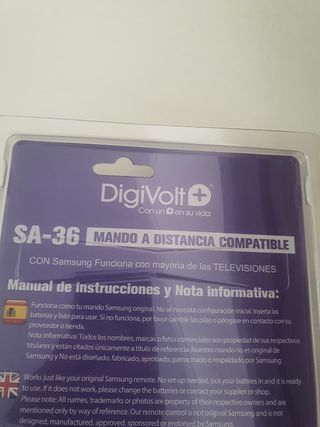 DigiVolt+
Con un + en su vida
SA-36 MANDO A DISTANCIA COMPATIBLE
CON Samsung Funciona con mayoria de las TELEVISIONES
Manual de instrucciones y Nota informativa:
Funciona como tu mando Samsung original. No se necesita configuración inicial. Inserta las
baterías y listo para usar. Si no funciona, por favor cambie las pilas o póngase en contacto con su
proveedor o tienda.
Nota informativa: Todos los nombres, marcas o fotos comerciales son propiedad de sus respectivos
titulares y están citados únicamente a título de referencia. Nuestro mando no es original de
Samsung y No está diseñado, fabricado, aprobado, patrocinado o respaldado por Samsung.
Works just like your original Samsung remote. No set up needed, put your batteries in and it is ready
to use. If it does not work, please change the batteries or contact your supplier or shop.
Please note: All names, trademarks or photos are property of their respective owners and are
mentioned only by way of reference. Our remote control is not original Samsung and is not
designed, manufactured, approved, sponsored or endorsed by Samsung.